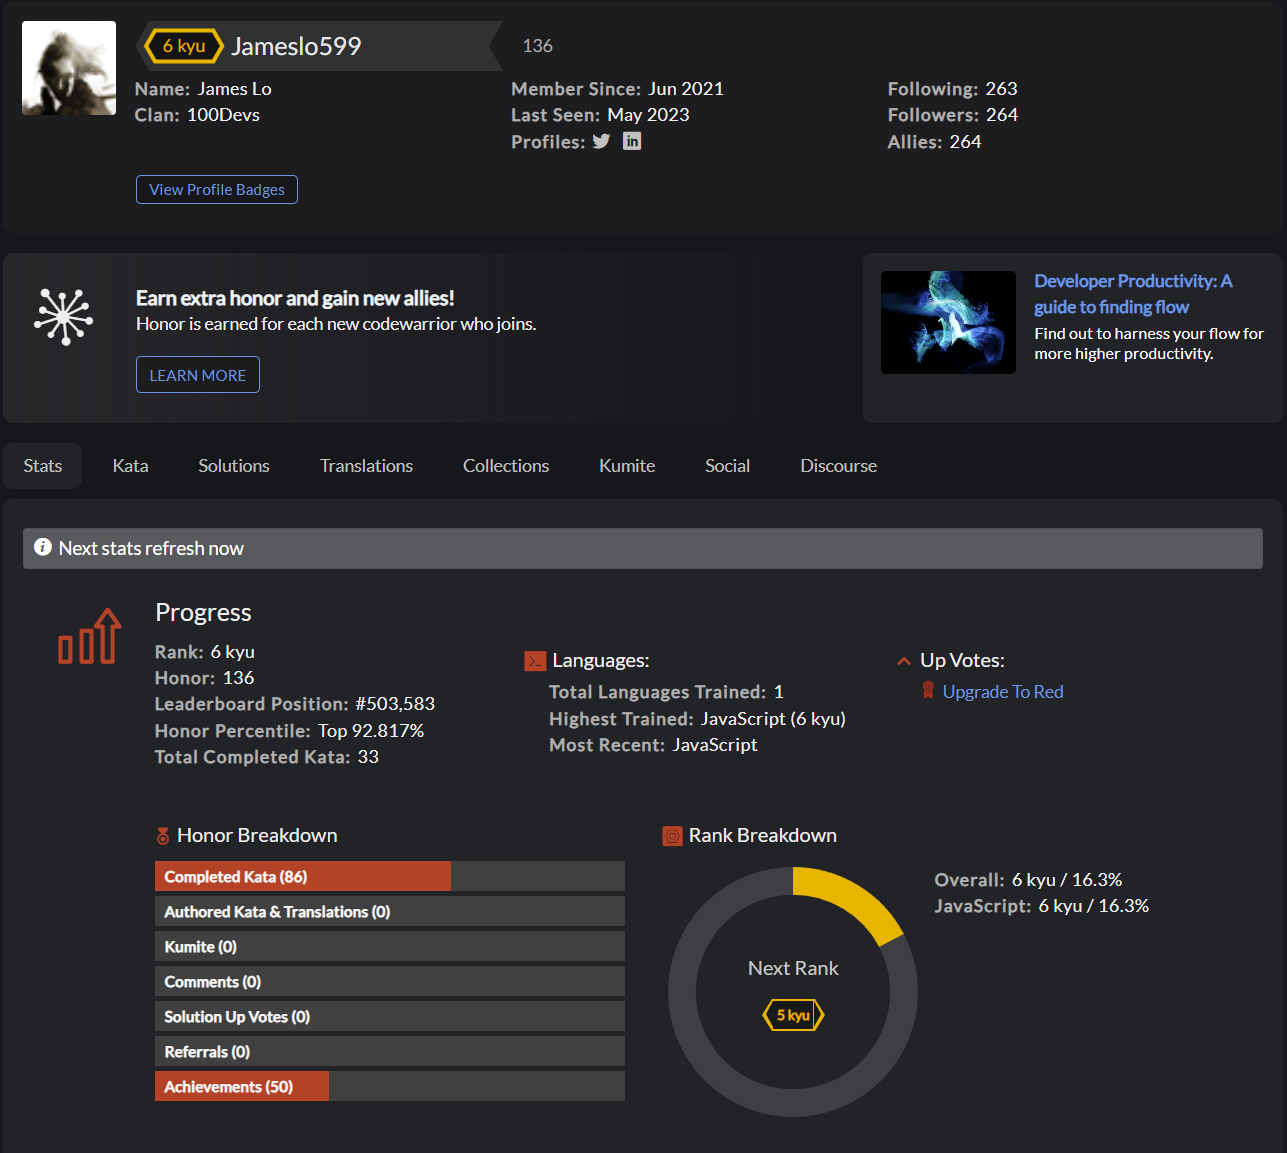 6 kyu Jameslo599 136
Name: James Lo
Clan: 100Devs
Member Since: Jun 2021
Last Seen: May 2023
Profiles: in
Following: 263
Followers: 264
Allies: 264
View Profile Badges
Earn extra honor and gain new allies!
Honor is earned for each new codewarrior who joins.
LEARN MORE
Developer Productivity: A
guide to finding flow
Find out to harness your flow for
more higher productivity.
Stats Kata Solutions Translations Collections Kumite Social Discourse
i Next stats refresh now
Progress
Rank: 6 kyu
Honor: 136
Leaderboard Position: #503,583
Honor Percentile: Top 92.817%
Total Completed Kata: 33
>_ Languages:
Total Languages Trained: 1
Highest Trained: JavaScript (6 kyu)
Most Recent: JavaScript
Up Votes:
Upgrade To Red
Honor Breakdown
Completed Kata (86)
Authored Kata & Translations (0)
Kumite (0)
Comments (0)
Solution Up Votes (0)
Referrals (0)
Achievements (50)
Rank Breakdown
Next Rank
5 kyu
Overall: 6 kyu / 16.3%
JavaScript: 6 kyu / 16.3%